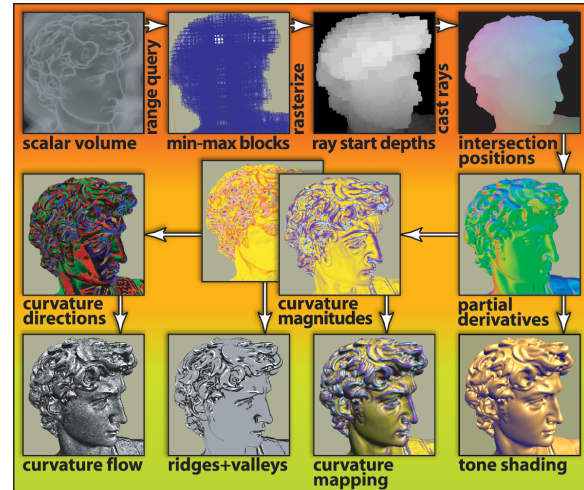 scalar volume
range query
min-max blocks
rasterize
ray start depths
cast rays
intersection
positions
curvature
directions
curvature
magnitudes
partial
derivatives
curvature flow
ridges+valleys
curvature
mapping
tone shading